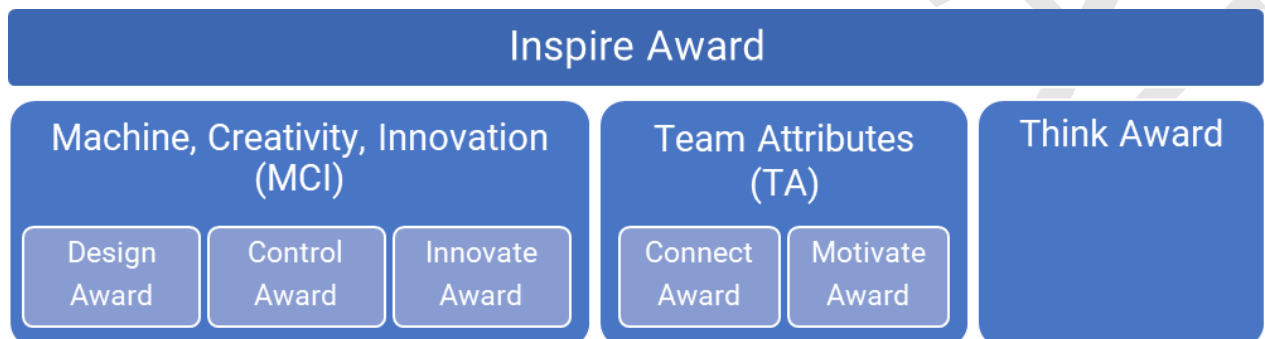 Inspire Award
Machine, Creativity, Innovation
(MCI)
Design
Award
Control
Award
Innovate
Award
Team Attributes
(TA)
Connect
Award
Motivate
Award
Think Award